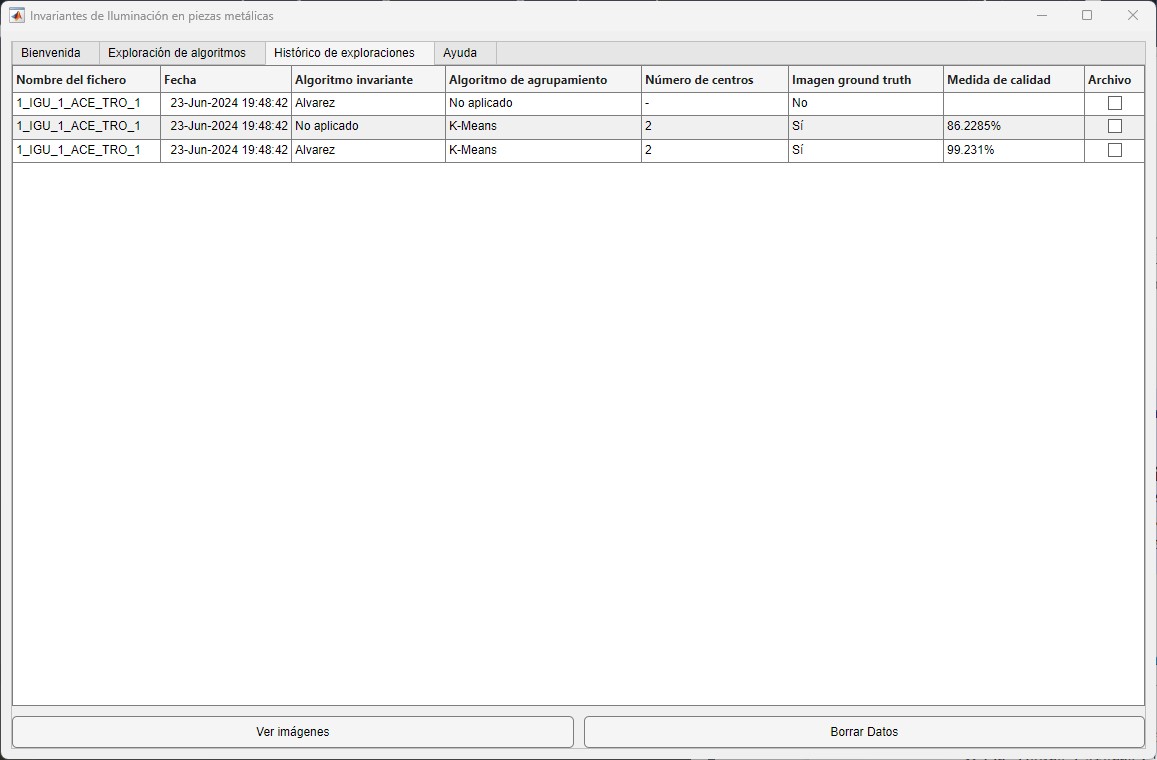 Invariantes de Iluminación en piezas metálicas
Bienvenida Exploración de algoritmos Histórico de exploraciones Ayuda
Nombre del fichero Fecha Algoritmo invariante Algoritmo de agrupamiento Número de centros Imagen ground truth Medida de calidad Archivo
1_IGU_1_ACE_TRO_1 23-Jun-2024 19:48:42 Alvarez No aplicado - No
1_IGU_1_ACE_TRO_1 23-Jun-2024 19:48:42 No aplicado K-Means 2 Sí 86.2285%
1_IGU_1_ACE_TRO_1 23-Jun-2024 19:48:42 Alvarez K-Means 2 Sí 99.231%
Ver imágenes Borrar Datos